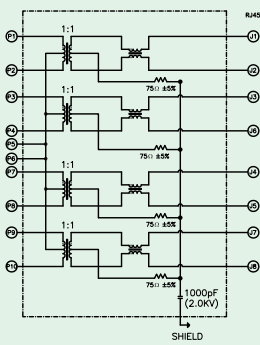 RJ45
1:1
P1 J1
P2 J2
75Ω ±5%
1:1
P3 J3
P4 J6
P5
75Ω ±5%
P6
1:1
P7 J4
P8 J5
75Ω ±5%
1:1
P9 J7
P10 J8
75Ω ±5%
1000pF
(2.0KV)
SHIELD